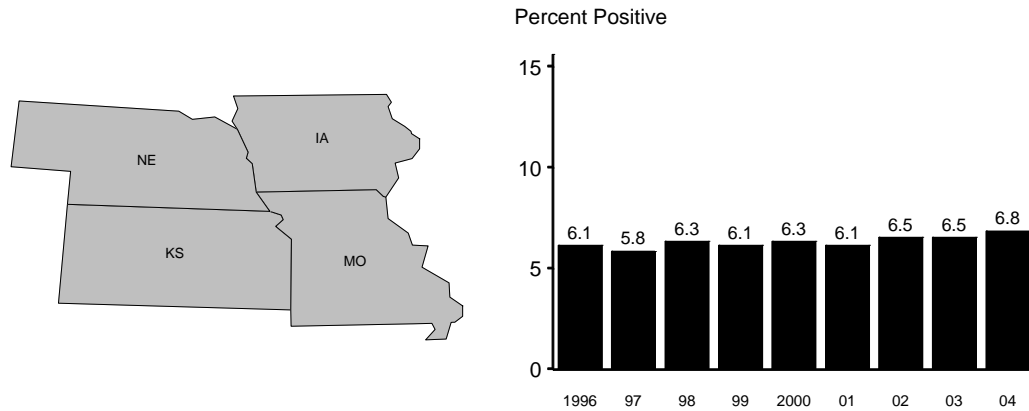 Percent Positive
NE
IA
KS
MO
15
10
5
0
6.1 5.8 6.3 6.1 6.3 6.1 6.5 6.5 6.8
1996 97 98 99 2000 01 02 03 04